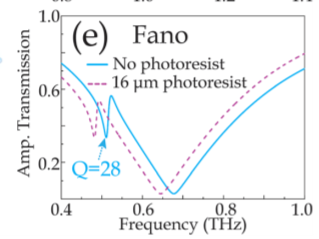 1.0
(e) Fano
No photoresist
16 µm photoresist
Amp. Transmission
0.6
0.2
Q=28
0.4 0.6 0.8 1.0
Frequency (THz)